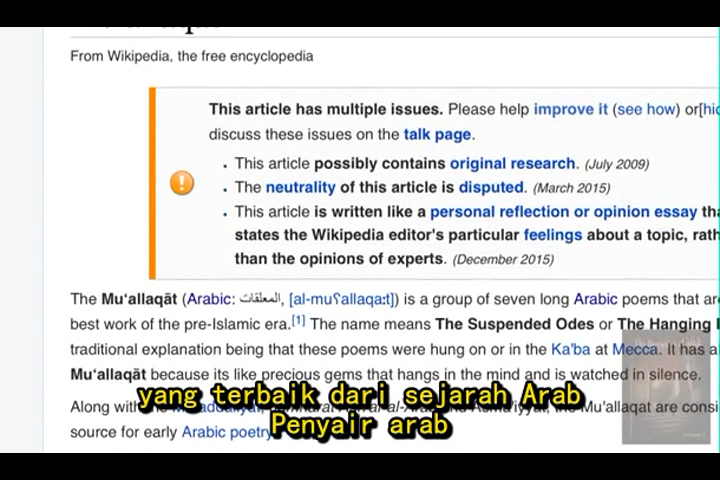 From Wikipedia, the free encyclopedia
This article has multiple issues. Please help improve it (see how) or[hid
discuss these issues on the talk page.
• This article possibly contains original research. (July 2009)
• The neutrality of this article is disputed. (March 2015)
• This article is written like a personal reflection or opinion essay tha
states the Wikipedia editor's particular feelings about a topic, rath
than the opinions of experts. (December 2015)
The Muʻallaqāt (Arabic: المعلقات, [al-muʕallaqaːt]) is a group of seven long Arabic poems that are
best work of the pre-Islamic era.[1] The name means The Suspended Odes or The Hanging
traditional explanation being that these poems were hung on or in the Ka'ba at Mecca. It has a
Muʻallaqāt because its like precious gems that hangs in the mind and is watched in silence.
Along with the the Mu'allaqat are consi
source for early Arabic poetry
yang terbaik dari sejarah Arab
Penyair arab